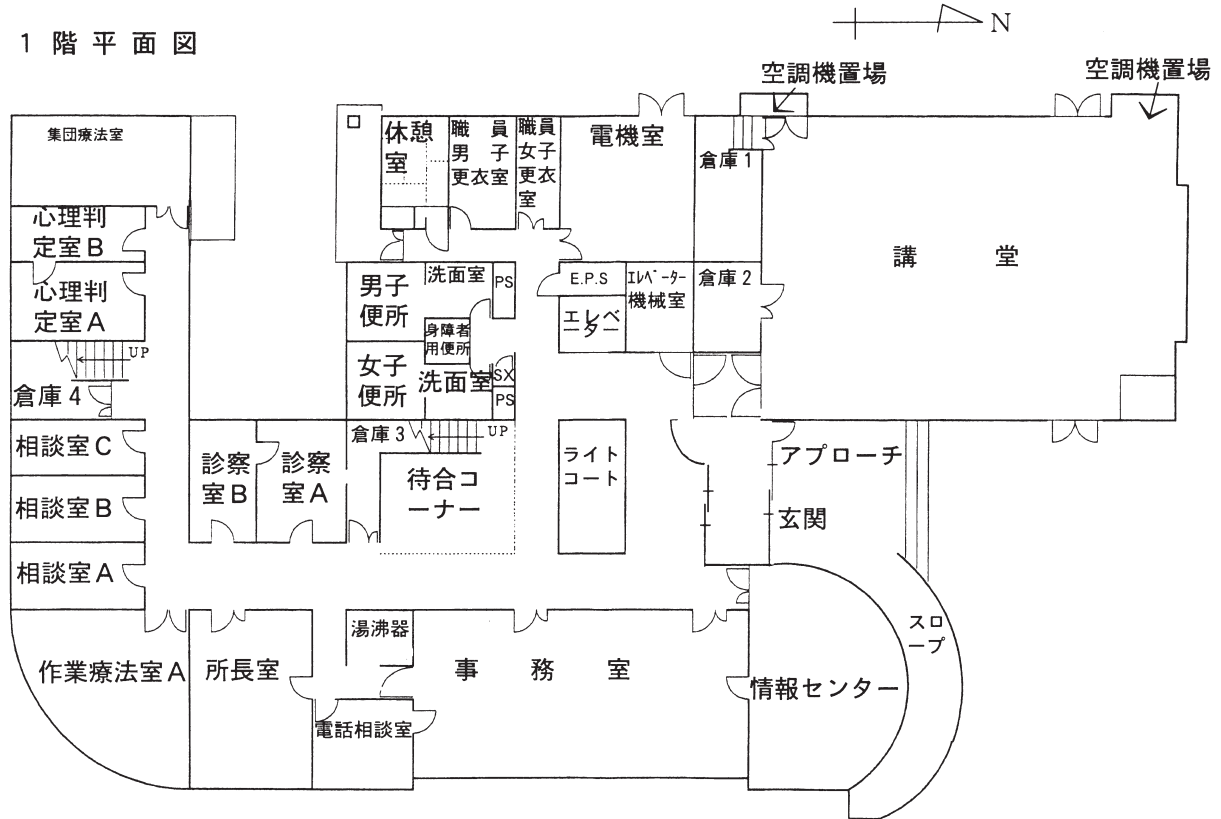 1 階 平 面 図
N
空調機置場
空調機置場
集団療法室
休憩
室
職 員
男 子
更衣室
職員
女子
更衣
室
電機室
倉庫1
心理判
定室B
講 堂
洗面室
PS
E.P.S
ｴﾚﾍﾞｰﾀｰ
機械室
倉庫2
男子
便所
心理判
定室A
エレベ
ーター
身障者
用便所
UP
女子
便所
洗面室
SX
PS
倉庫4
倉庫3
UP
相談室C
診察
室B
診察
室A
待合コ
ーナー
ライト
コート
アプローチ
相談室B
玄関
相談室A
湯沸器
スロ
ープ
作業療法室A
所長室
事 務 室
情報センター
電話相談室